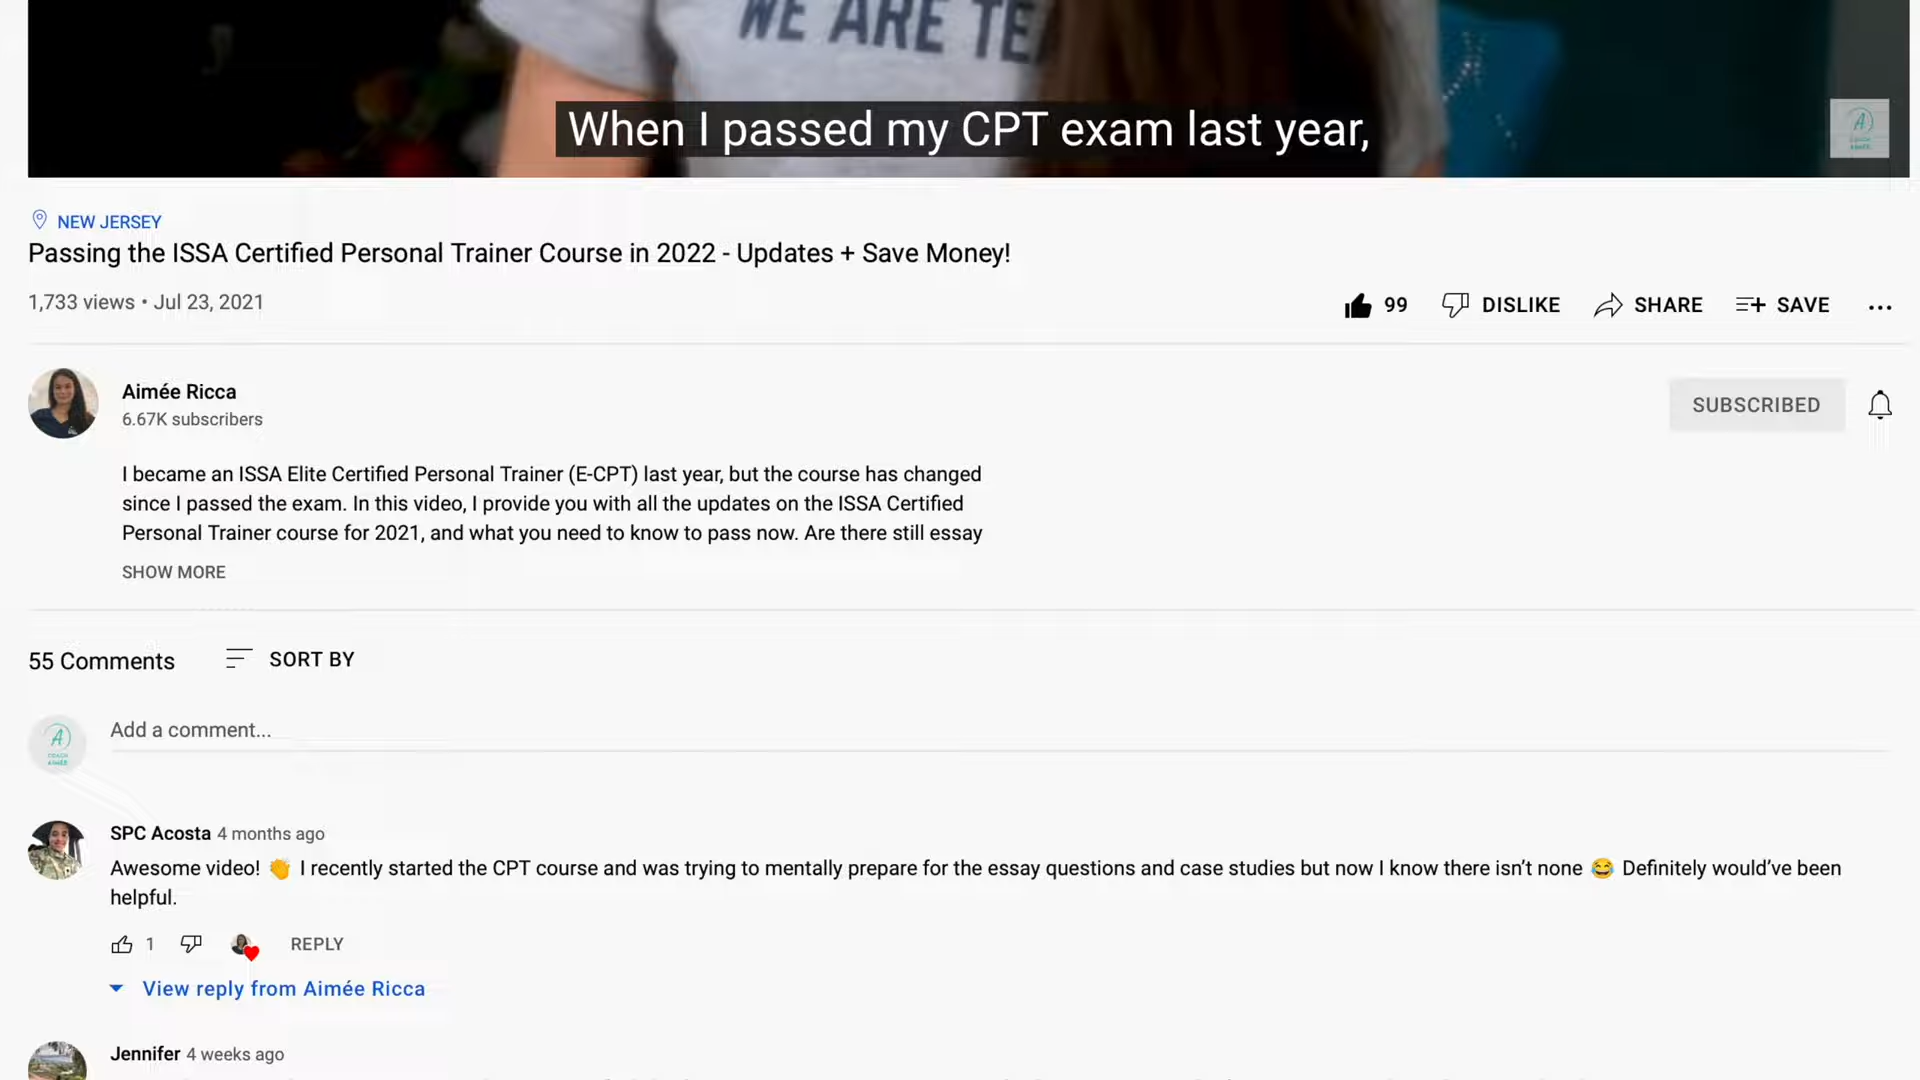 WE ARE TE
When I passed my CPT exam last year,
NEW JERSEY
Passing the ISSA Certified Personal Trainer Course in 2022 - Updates + Save Money!
1,733 views • Jul 23, 2021
99 DISLIKE SHARE SAVE ...
Aimée Ricca
6.67K subscribers
SUBSCRIBED
I became an ISSA Elite Certified Personal Trainer (E-CPT) last year, but the course has changed
since I passed the exam. In this video, I provide you with all the updates on the ISSA Certified
Personal Trainer course for 2021, and what you need to know to pass now. Are there still essay
SHOW MORE
55 Comments SORT BY
A
COACH
AIMÉE
Add a comment...
SPC Acosta 4 months ago
Awesome video! 👏 I recently started the CPT course and was trying to mentally prepare for the essay questions and case studies but now I know there isn’t none 😂 Definitely would’ve been
helpful.
1 REPLY
View reply from Aimée Ricca
Jennifer 4 weeks ago